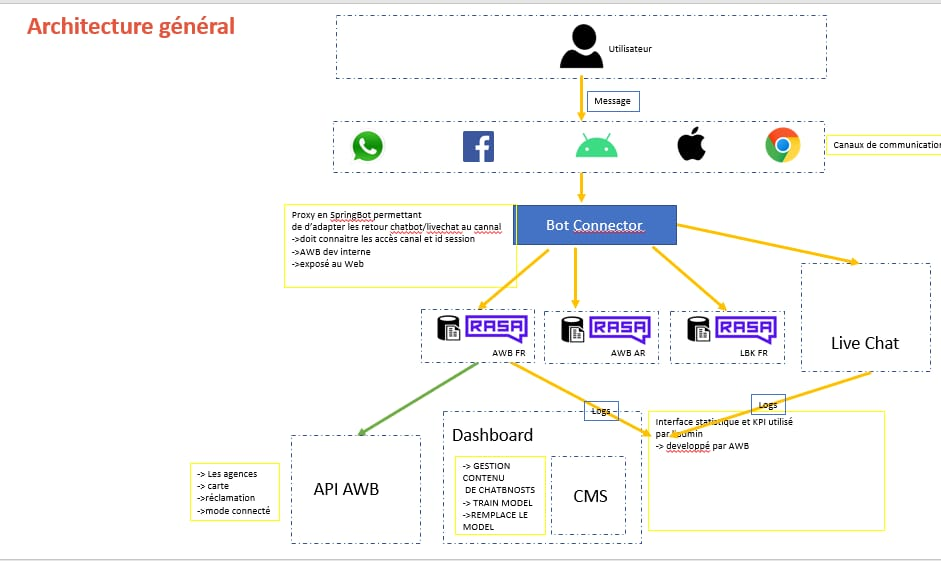 Architecture général
Utilisateur
Message
Canaux de communication
Proxy en SpringBot permettant
de d'adapter les retour chatbot/livechat au cannal
->doit connaitre les accès canal et id session
->AWB dev interne
->exposé au Web
Bot Connector
RASA
AWB FR
RASA
AWB AR
RASA
LBK FR
Live Chat
Logs
Logs
Interface statistique et KPI utilisé
par
-> developpé par AWB
Dashboard
-> GESTION
CONTENU
DE CHATBNOSTS
-> TRAIN MODEL
->REMPLACE LE
MODEL
CMS
API AWB
-> Les agences
-> carte
->réclamation
->mode connecté